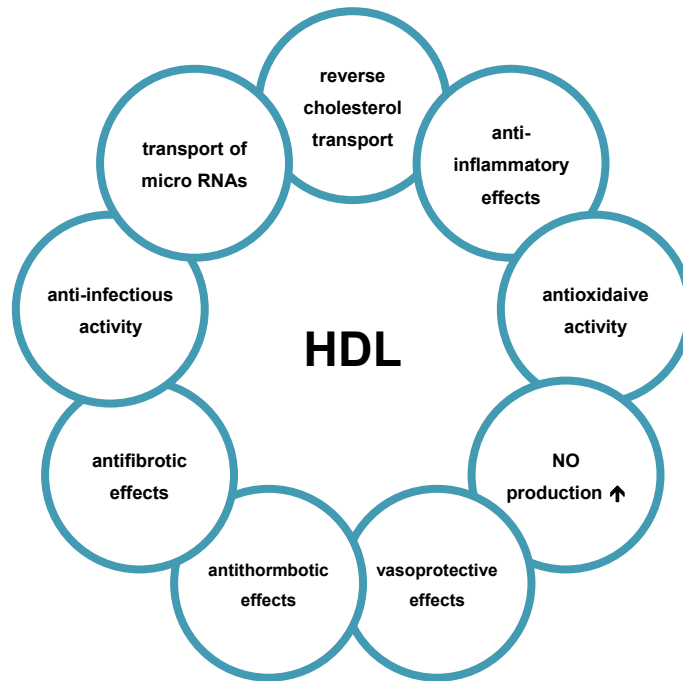 reverse
cholesterol
transport
anti-
inflammatory
effects
antioxidaive
activity
NO
production ↑
vasoprotective
effects
antithormbotic
effects
antifibrotic
effects
anti-infectious
activity
transport of
micro RNAs
HDL